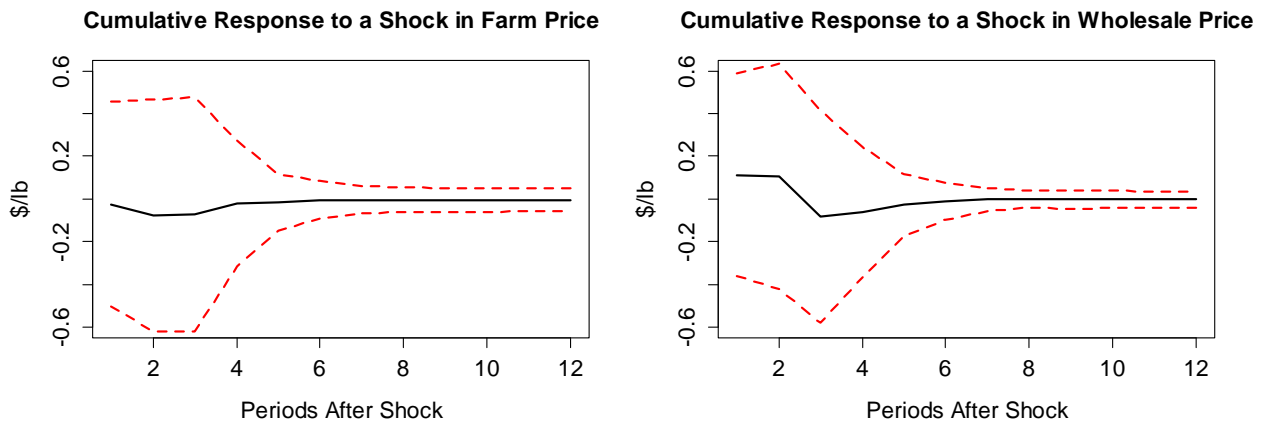 Cumulative Response to a Shock in Farm Price
$/lb
0.6
0.2
-0.2
-0.6
2 4 6 8 10 12
Periods After Shock
Cumulative Response to a Shock in Wholesale Price
$/lb
0.6
0.2
-0.2
-0.6
2 4 6 8 10 12
Periods After Shock